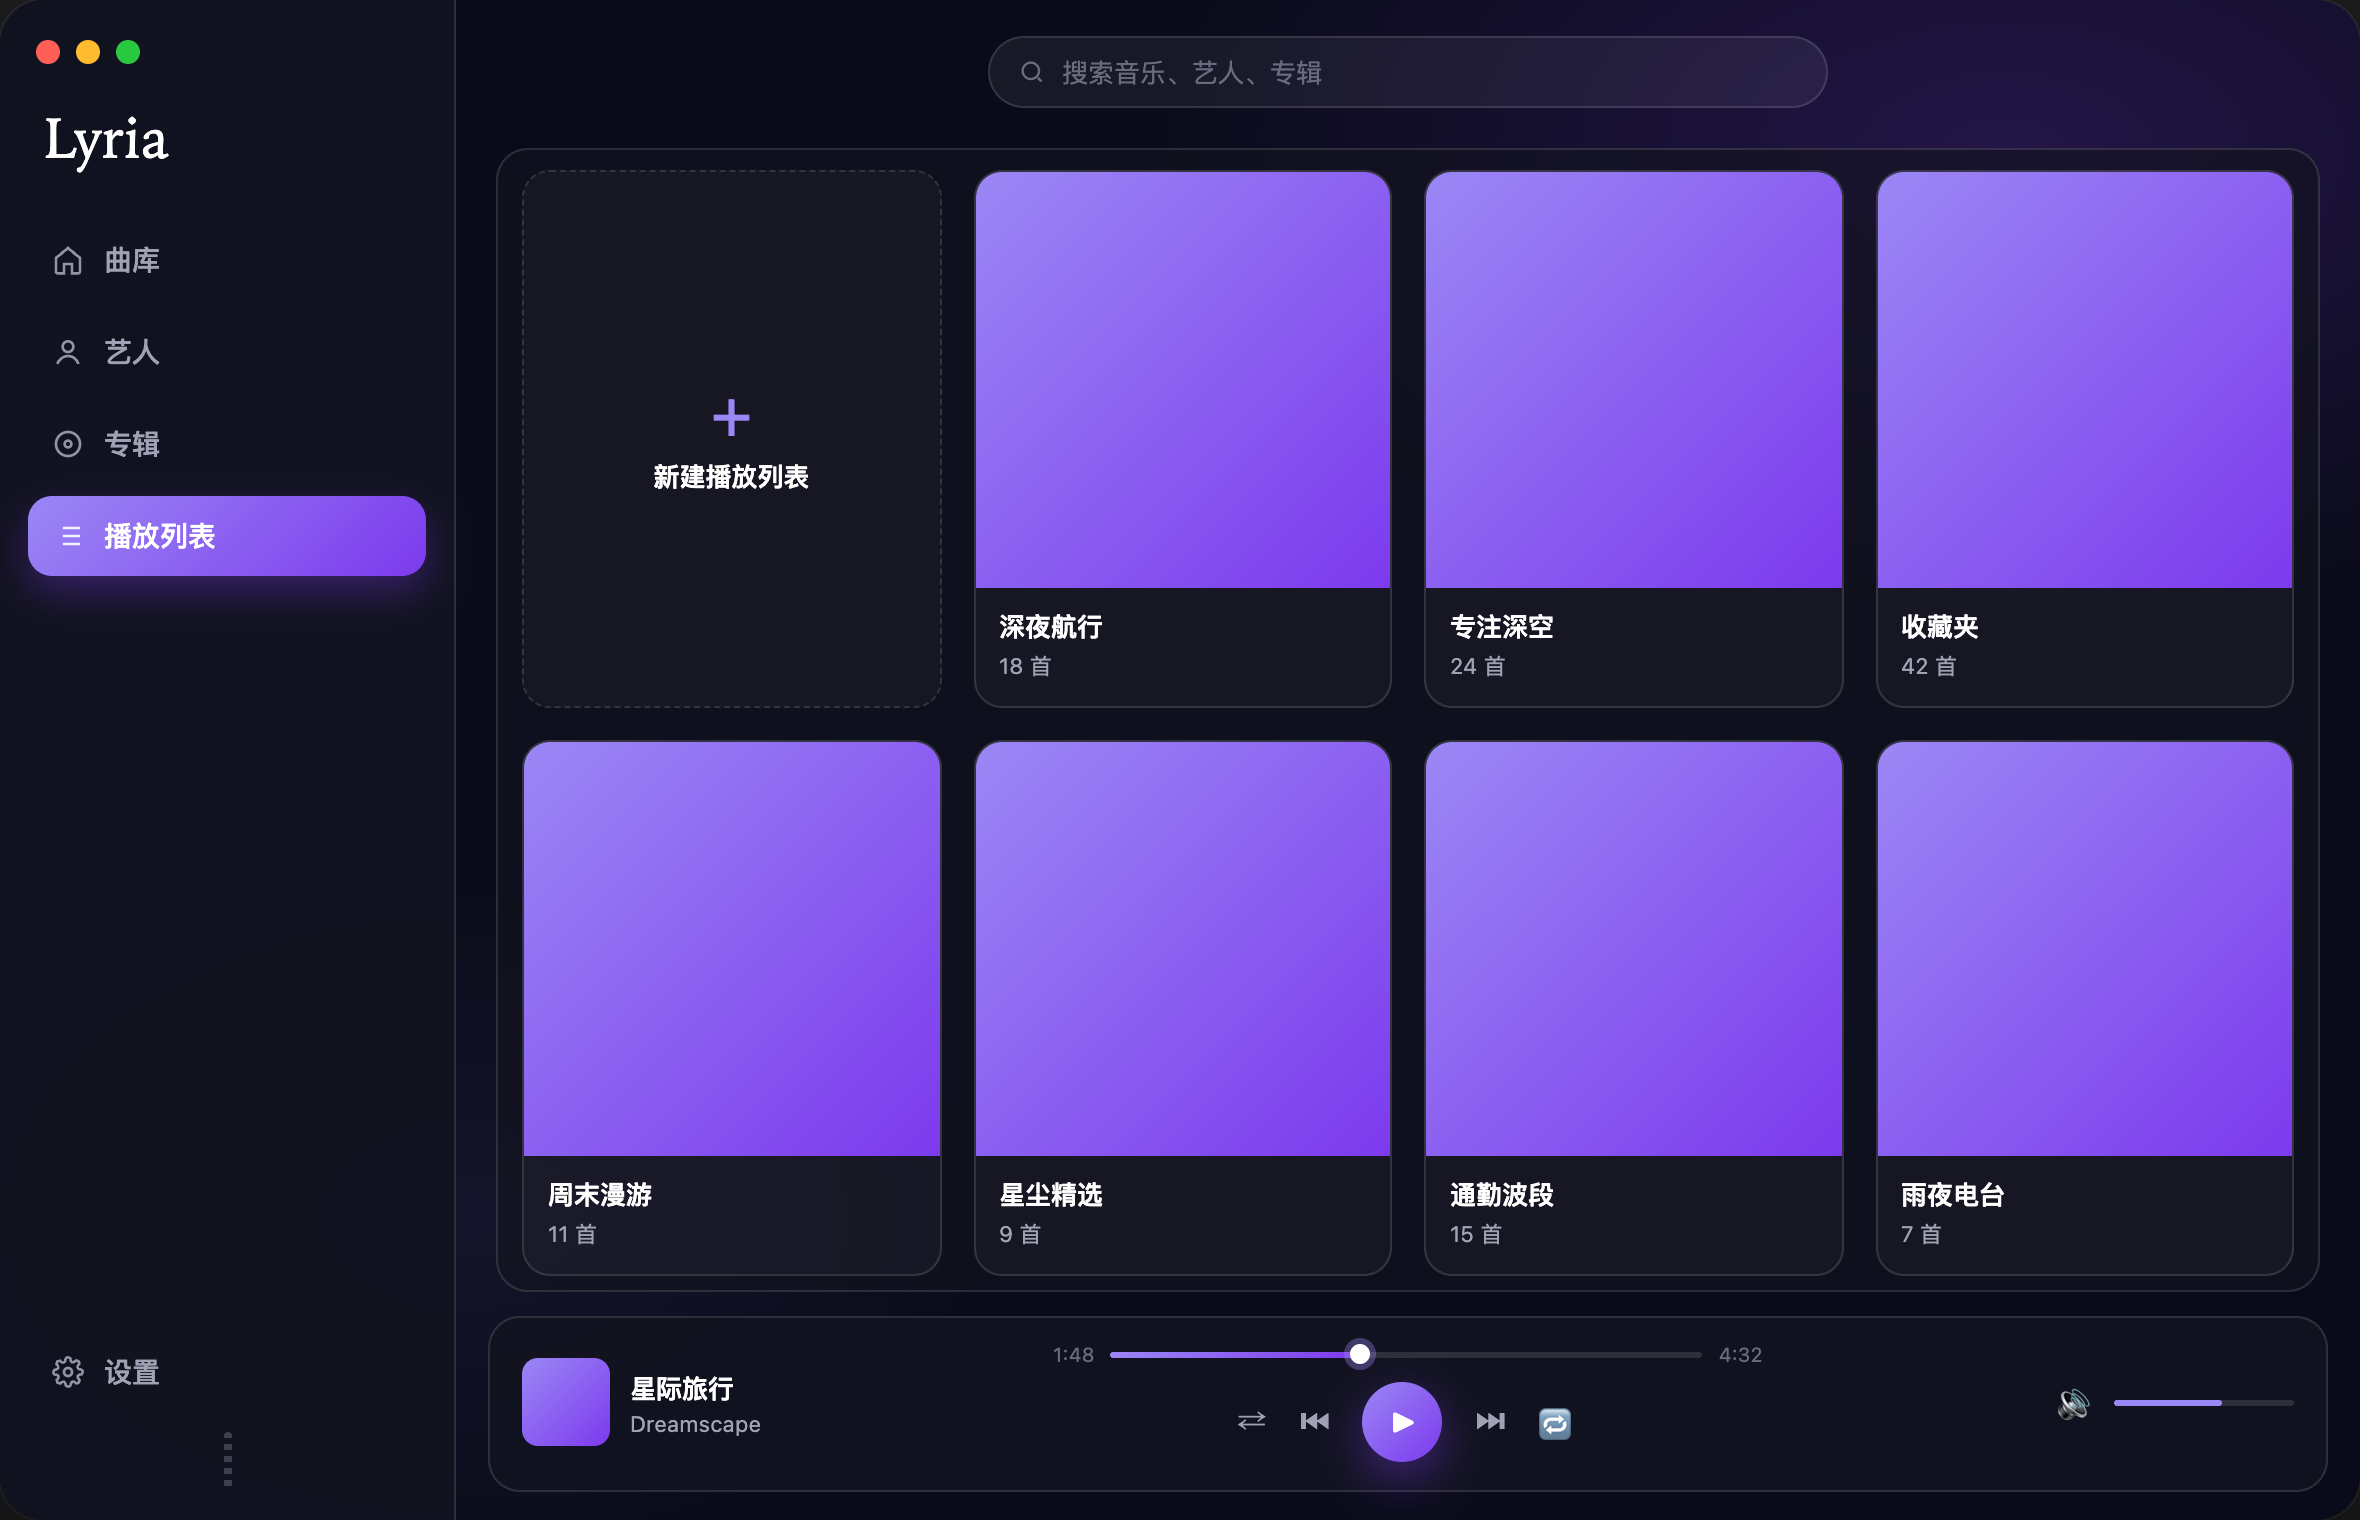 Lyria
曲库
艺人
专辑
播放列表
设置
搜索音乐、艺人、专辑
新建播放列表
深夜航行
18 首
专注深空
24 首
收藏夹
42 首
周末漫游
11 首
星尘精选
9 首
通勤波段
15 首
雨夜电台
7 首
星际旅行
Dreamscape
1:48
4:32